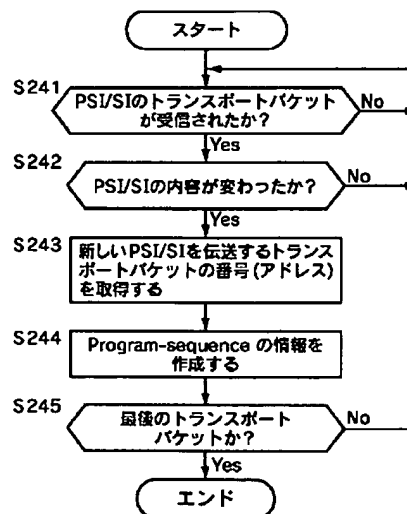 スタート
S241
PSI/SIのトランスポートパケット
が受信されたか?
No
Yes
S242
PSI/SIの内容が変わったか?
No
Yes
S243
新しいPSI/SIを伝送するトランス
ポートパケットの番号(アドレス)
を取得する
S244
Program-sequence の情報を
作成する
S245
最後のトランスポート
パケットか?
No
Yes
エンド